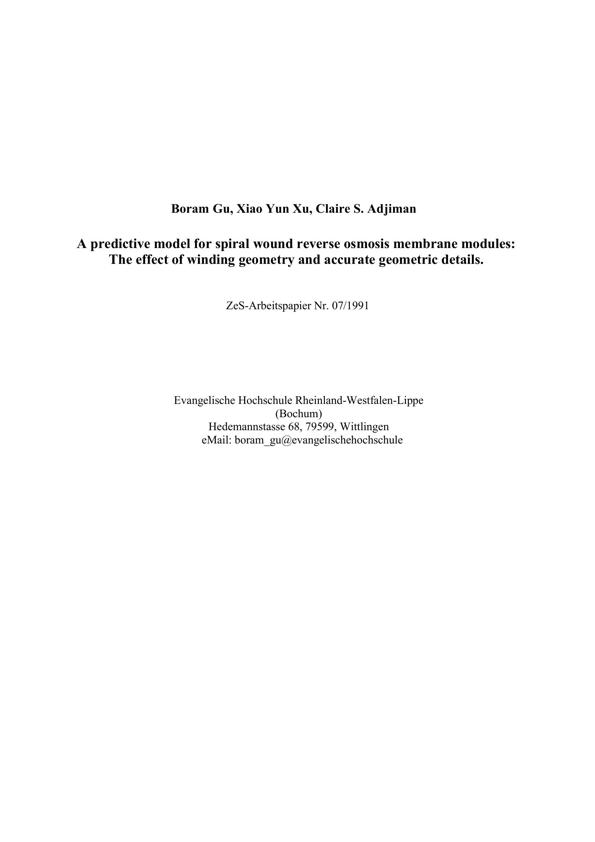 Boram Gu, Xiao Yun Xu, Claire S. Adjiman
A predictive model for spiral wound reverse osmosis membrane modules:
The effect of winding geometry and accurate geometric details.
ZeS-Arbeitspapier Nr. 07/1991
Evangelische Hochschule Rheinland-Westfalen-Lippe
(Bochum)
Hedemannstasse 68, 79599, Wittlingen
eMail: boram_gu@evangelischehochschule